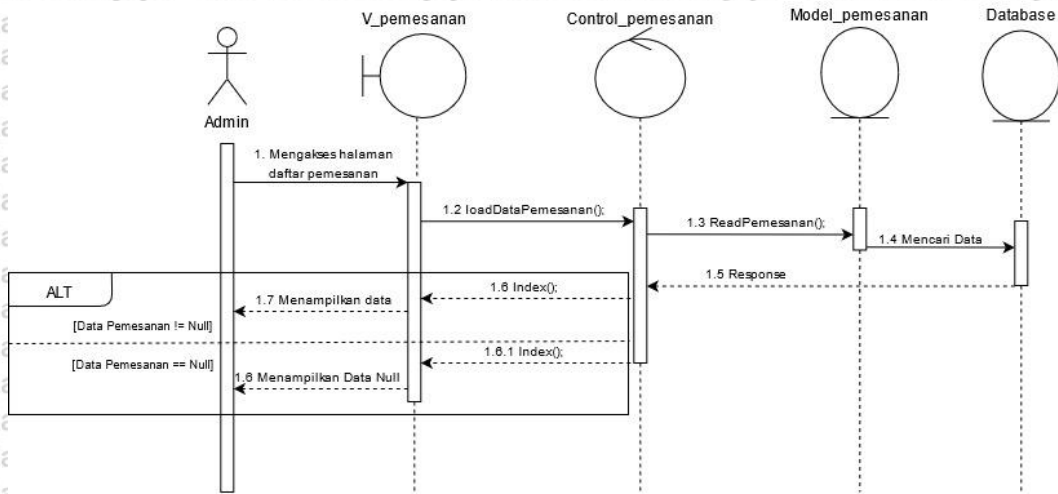 V_pemesanan
Control_pemesanan
Model_pemesanan
Database
Admin
1. Mengakses halaman
daftar pemesanan
1.2 loadDataPemesanan();
1.3 ReadPemesanan();
1.4 Mencari Data
1.5 Response
ALT
1.6 Index();
1.7 Menampilkan data
[Data Pemesanan != Null]
1.6.1 Index();
[Data Pemesanan == Null]
1.6 Menampilkan Data Null